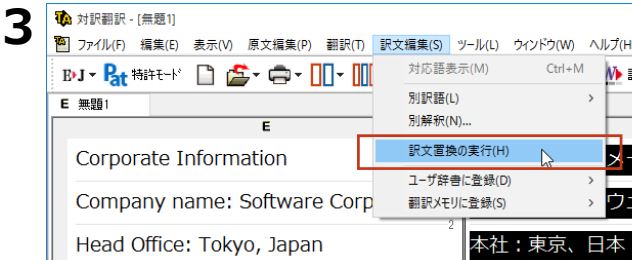 3
対訳翻訳 - [無題1]
ファイル(F) 編集(E) 表示(V) 原文編集(P) 翻訳(T) 訳文編集(S) ツール(L) ウィンドウ(W) ヘルプ(H
E›J Pat 特許モード
対応語表示(M) Ctrl+M
別訳語(L)
別解釈(N)...
訳文置換の実行(H)
ユーザ辞書に登録(D)
翻訳メモリに登録(S)
E 無題1
E
Corporate Information
Company name: Software Corp
2
Head Office: Tokyo, Japan
本社：東京、日本